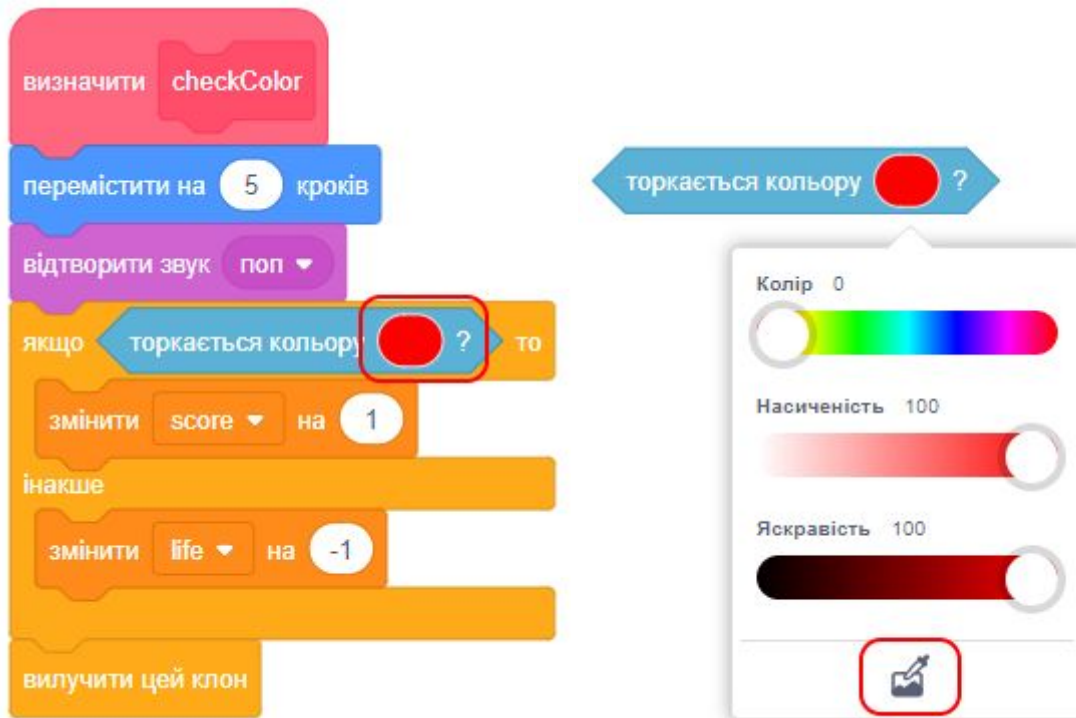 визначити checkColor
перемістити на 5 кроків
відтворити звук поп
якщо торкається кольору ? то
змінити score на 1
інакше
змінити life на -1
вилучити цей клон
торкається кольору ?
Колір 0
Насиченість 100
Яскравість 100